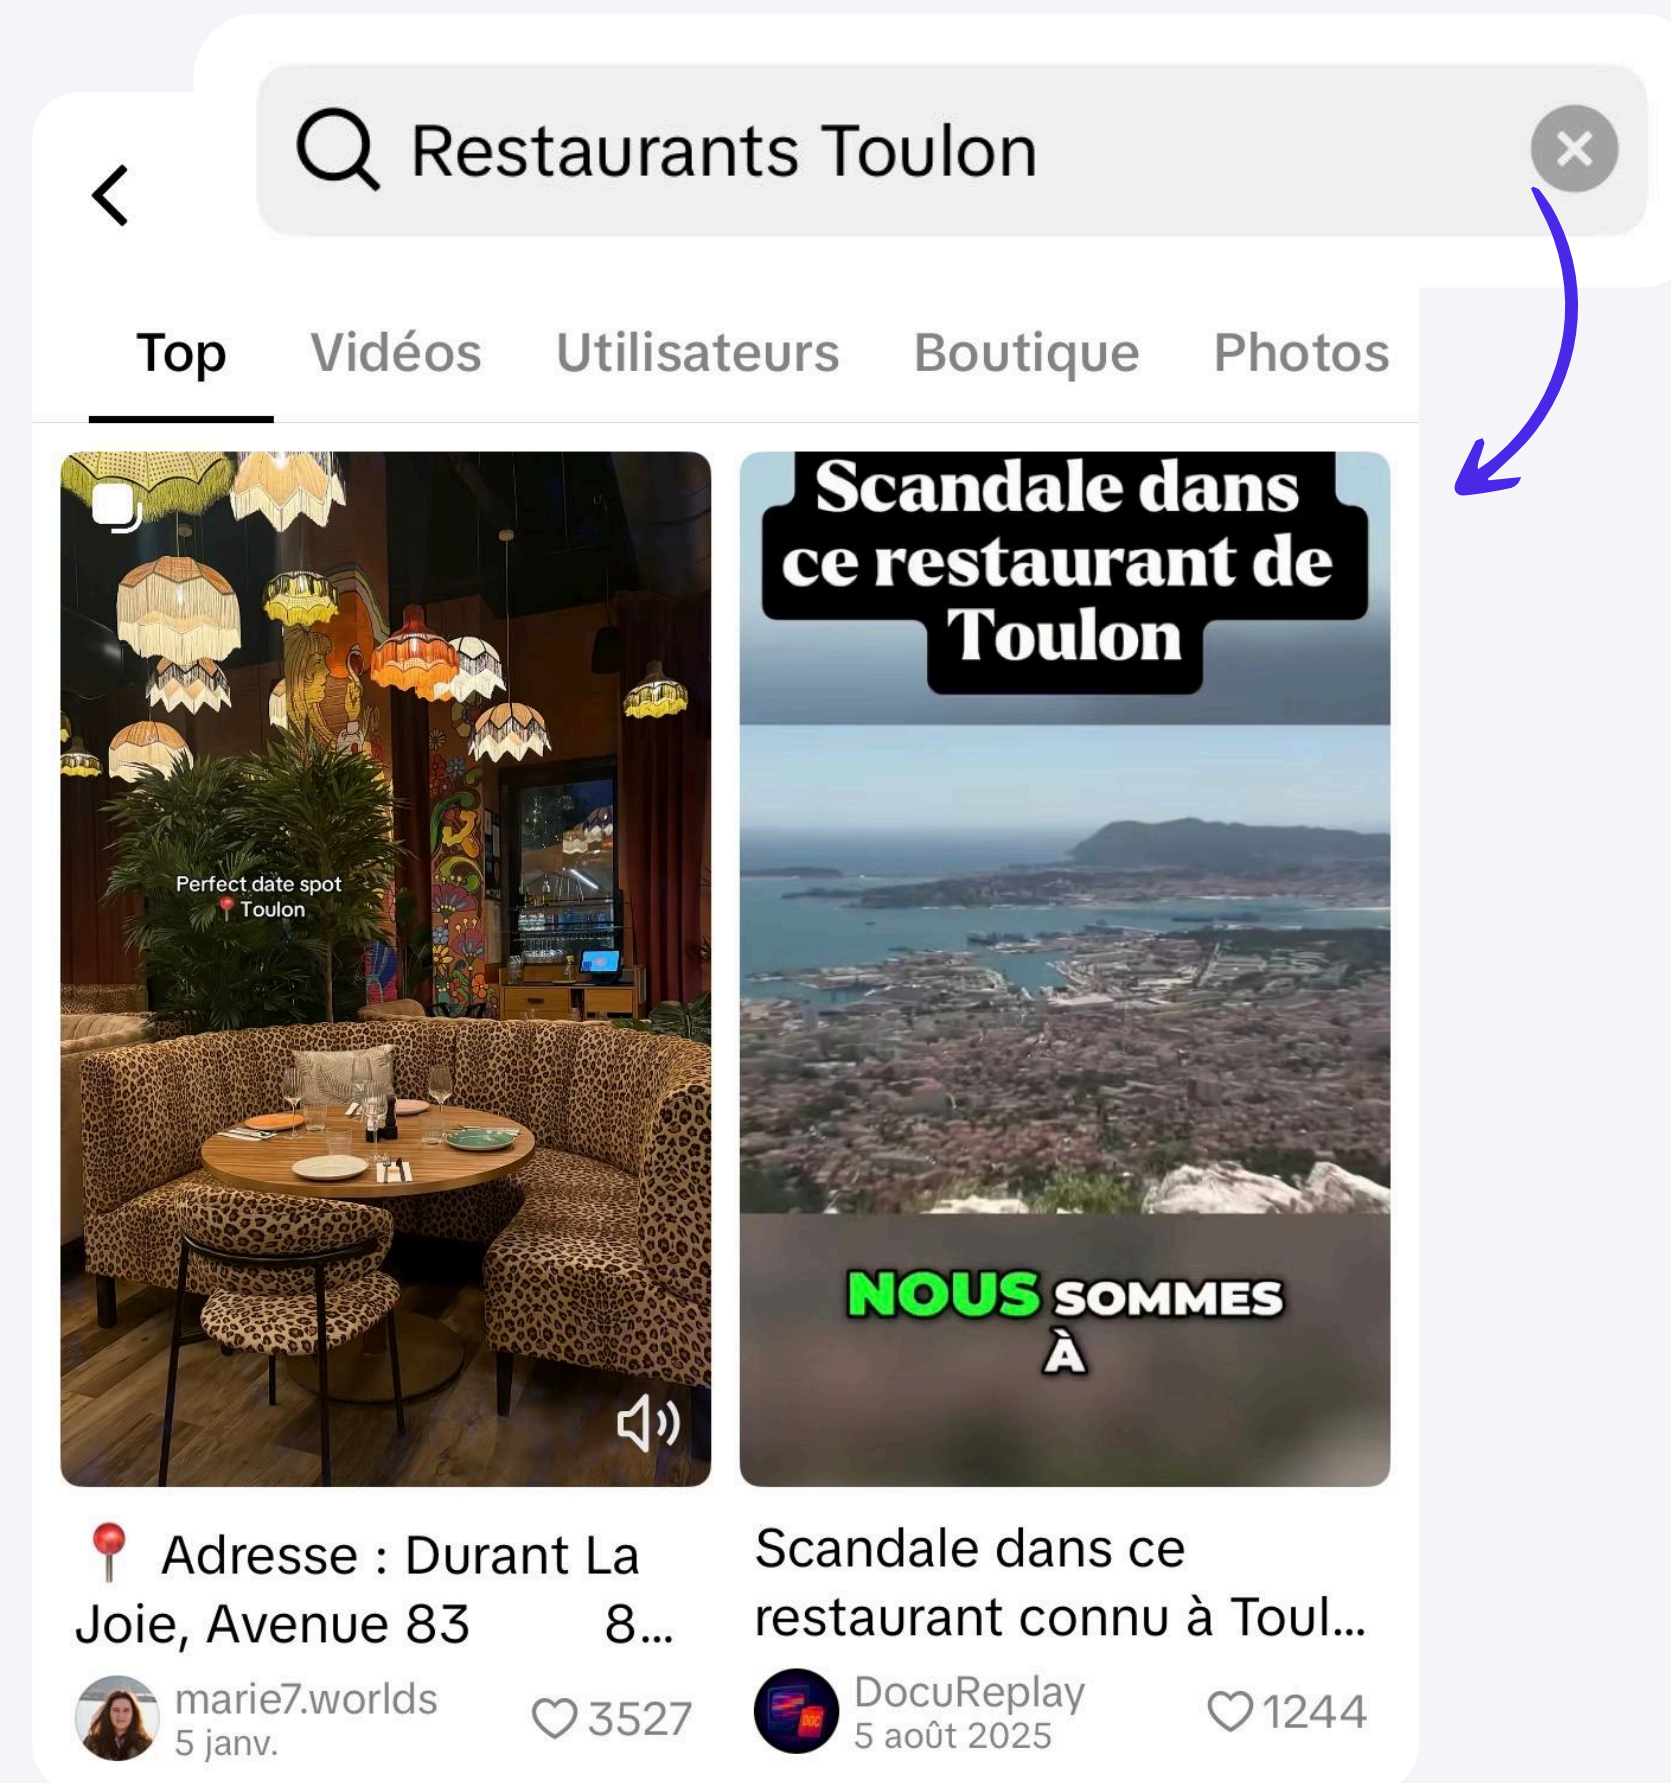 Restaurants Toulon
Top Vidéos Utilisateurs Boutique Photos
Perfect date spot
📍 Toulon
📍 Adresse : Durant La
Joie, Avenue 83 8...
marie7.worlds
5 janv.
3527
Scandale dans
ce restaurant de
Toulon
NOUS SOMMES
À
Scandale dans ce
restaurant connu à Toul...
DocuReplay
5 août 2025
1244
DOC